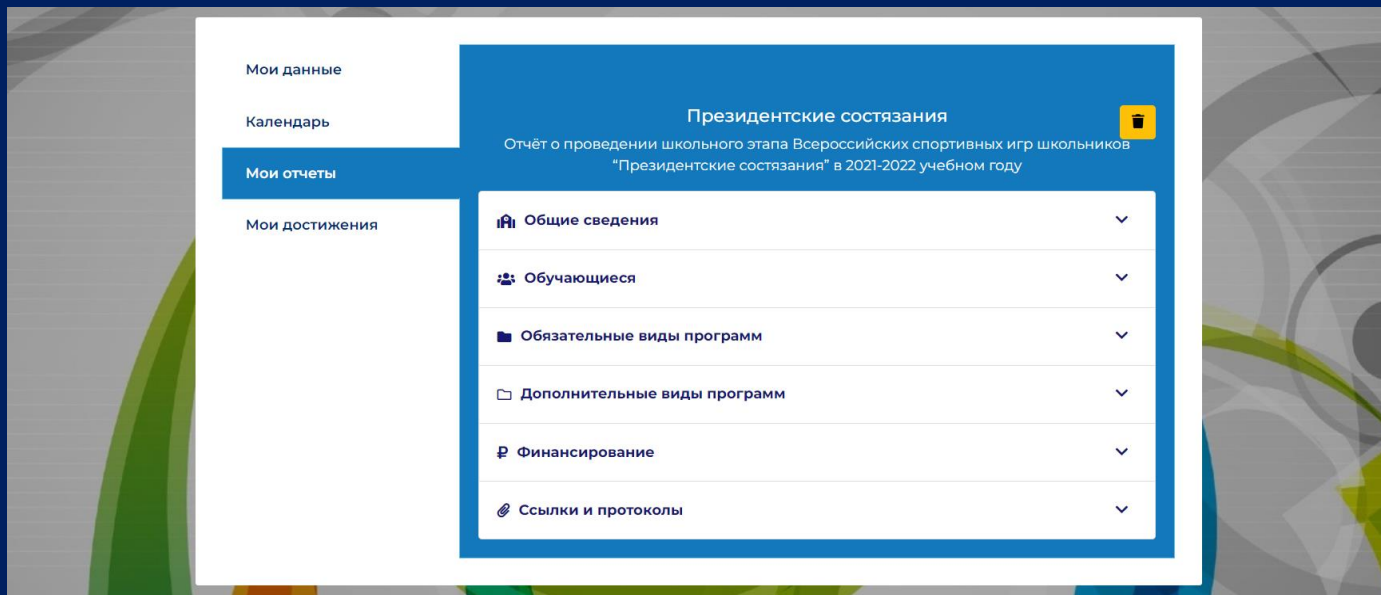 Мои данные
Календарь
Мои отчеты
Мои достижения
Президентские состязания
Отчёт о проведении школьного этапа Всероссийских спортивных игр школьников
“Президентские состязания” в 2021-2022 учебном году
Общие сведения
Обучающиеся
Обязательные виды программ
Дополнительные виды программ
₽ Финансирование
Ссылки и протоколы